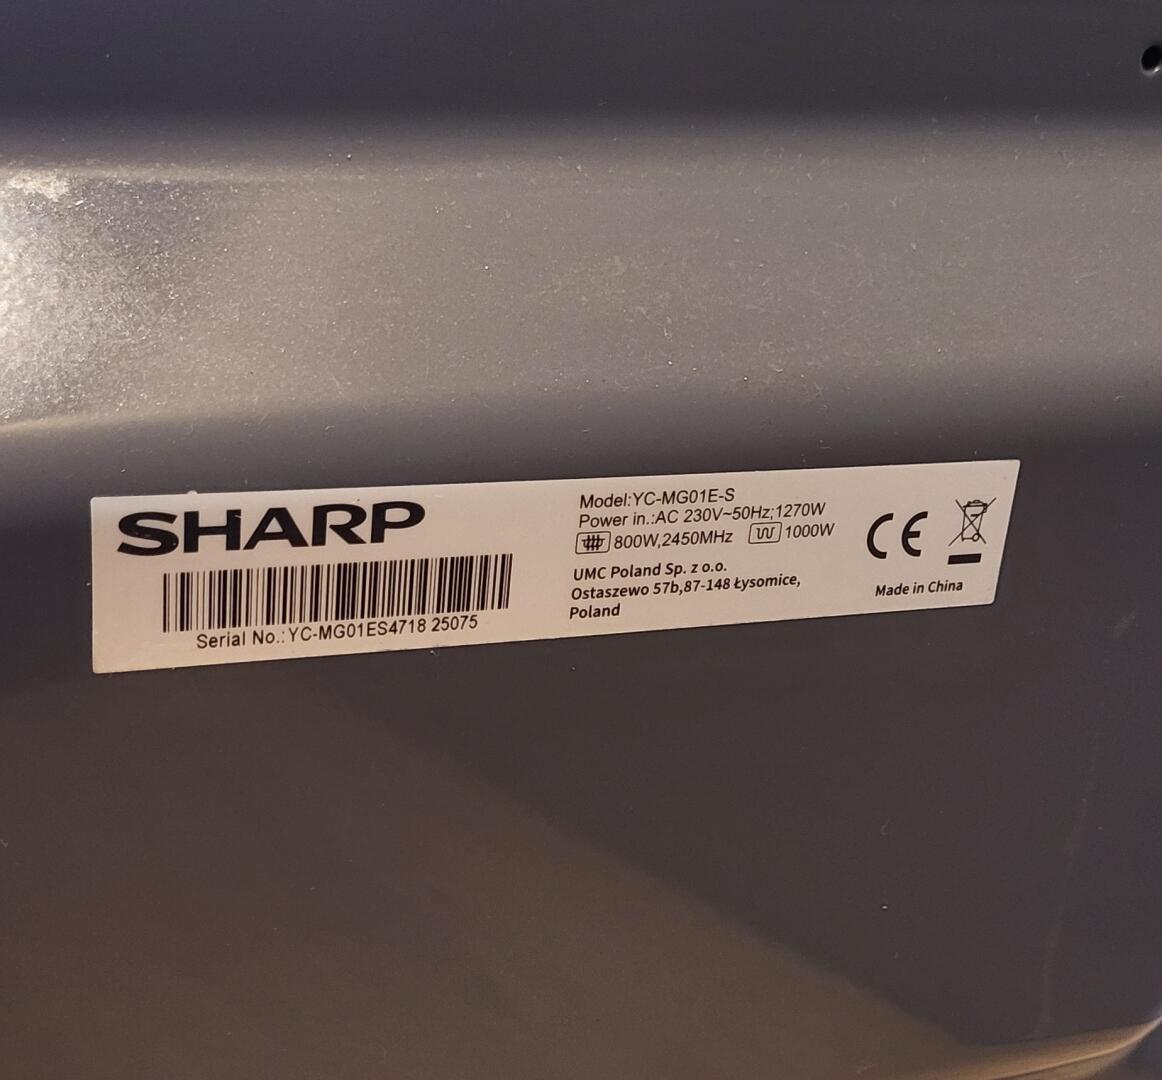 SHARP
Serial No.:YC-MG01ES4718 25075
Model:YC-MG01E-S
Power in.:AC 230V~50Hz;1270W
800W,2450MHz 1000W
UMC Poland Sp. z o.o.
Ostaszewo 57b,87-148 Łysomice,
Poland
CE
Made in China